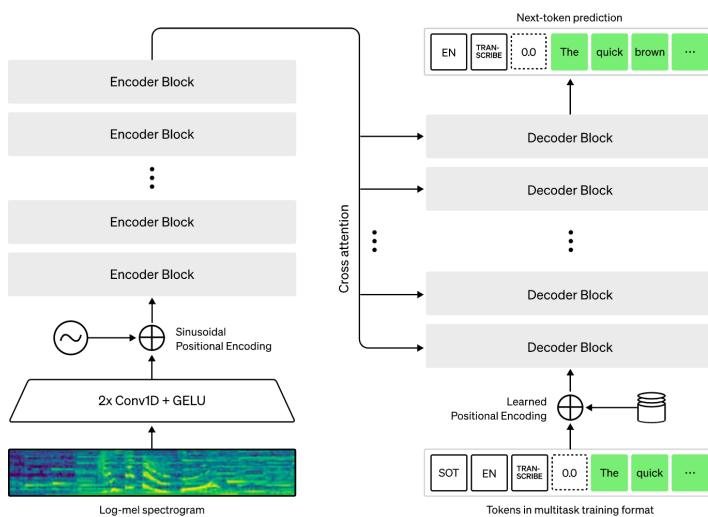 Next-token prediction
EN TRAN-
SCRIBE 0.0 The quick brown ...
Encoder Block
Encoder Block
Encoder Block
Encoder Block
Sinusoidal
Positional Encoding
2x Conv1D + GELU
Log-mel spectrogram
Cross attention
Decoder Block
Decoder Block
Decoder Block
Decoder Block
Learned
Positional Encoding
SOT EN TRAN-
SCRIBE 0.0 The quick ...
Tokens in multitask training format